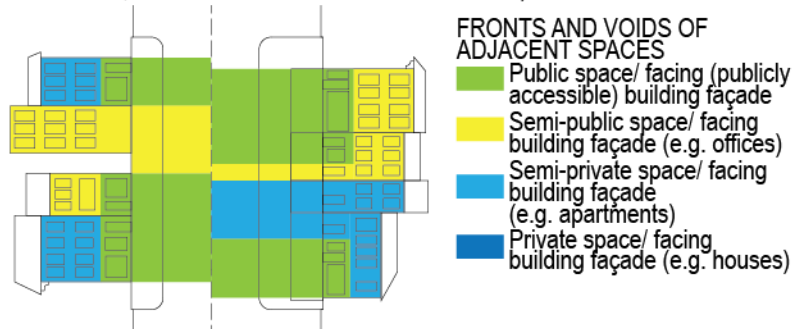 FRONTS AND VOIDS OF
ADJACENT SPACES
Public space/ facing (publicly
accessible) building façade
Semi-public space/ facing
building façade (e.g. offices)
Semi-private space/ facing
building façade
(e.g. apartments)
Private space/ facing
building façade (e.g. houses)